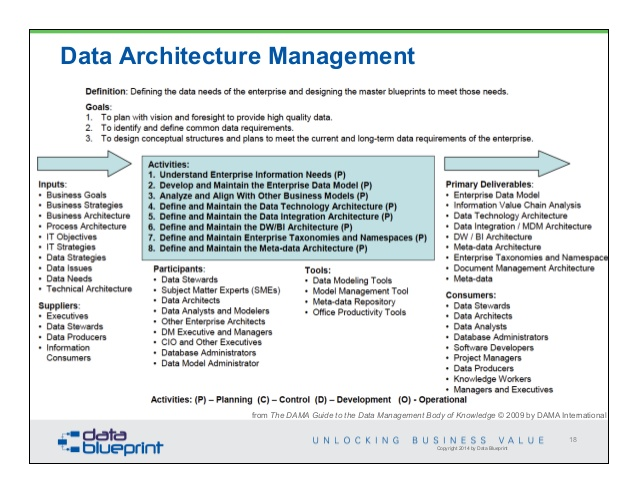 Data Architecture Management
Definition: Defining the data needs of the enterprise and designing the master blueprints to meet those needs.
Goals:
1. To plan with vision and foresight to provide high quality data.
2. To identify and define common data requirements.
3. To design conceptual structures and plans to meet the current and long-term data requirements of the enterprise.
Inputs:
• Business Goals
• Business Strategies
• Business Architecture
• Process Architecture
• IT Objectives
• IT Strategies
• Data Strategies
• Data Issues
• Data Needs
• Technical Architecture
Suppliers:
• Executives
• Data Stewards
• Data Producers
• Information
Consumers
Activities:
1. Understand Enterprise Information Needs (P)
2. Develop and Maintain the Enterprise Data Model (P)
3. Analyze and Align With Other Business Models (P)
4. Define and Maintain the Data Technology Architecture (P)
5. Define and Maintain the Data Integration Architecture (P)
6. Define and Maintain the DW/BI Architecture (P)
7. Define and Maintain Enterprise Taxonomies and Namespaces (P)
8. Define and Maintain the Meta-data Architecture (P)
Participants:
• Data Stewards
• Subject Matter Experts (SMEs)
• Data Architects
• Data Analysts and Modelers
• Other Enterprise Architects
• DM Executive and Managers
• CIO and Other Executives
• Database Administrators
• Data Model Administrator
Tools:
• Data Modeling Tools
• Model Management Tool
• Meta-data Repository
• Office Productivity Tools
Primary Deliverables:
• Enterprise Data Model
• Information Value Chain Analysis
• Data Technology Architecture
• Data Integration / MDM Architecture
• DW / BI Architecture
• Meta-data Architecture
• Enterprise Taxonomies and Namespace
• Document Management Architecture
• Meta-data
Consumers:
• Data Stewards
• Data Architects
• Data Analysts
• Database Administrators
• Software Developers
• Project Managers
• Data Producers
• Knowledge Workers
• Managers and Executives
Activities: (P) – Planning (C) – Control (D) – Development (O) - Operational
from The DAMA Guide to the Data Management Body of Knowledge © 2009 by DAMA International
data
blueprint
UNLOCKING BUSINESS VALUE
18
Copyright 2014 by Data Blueprint